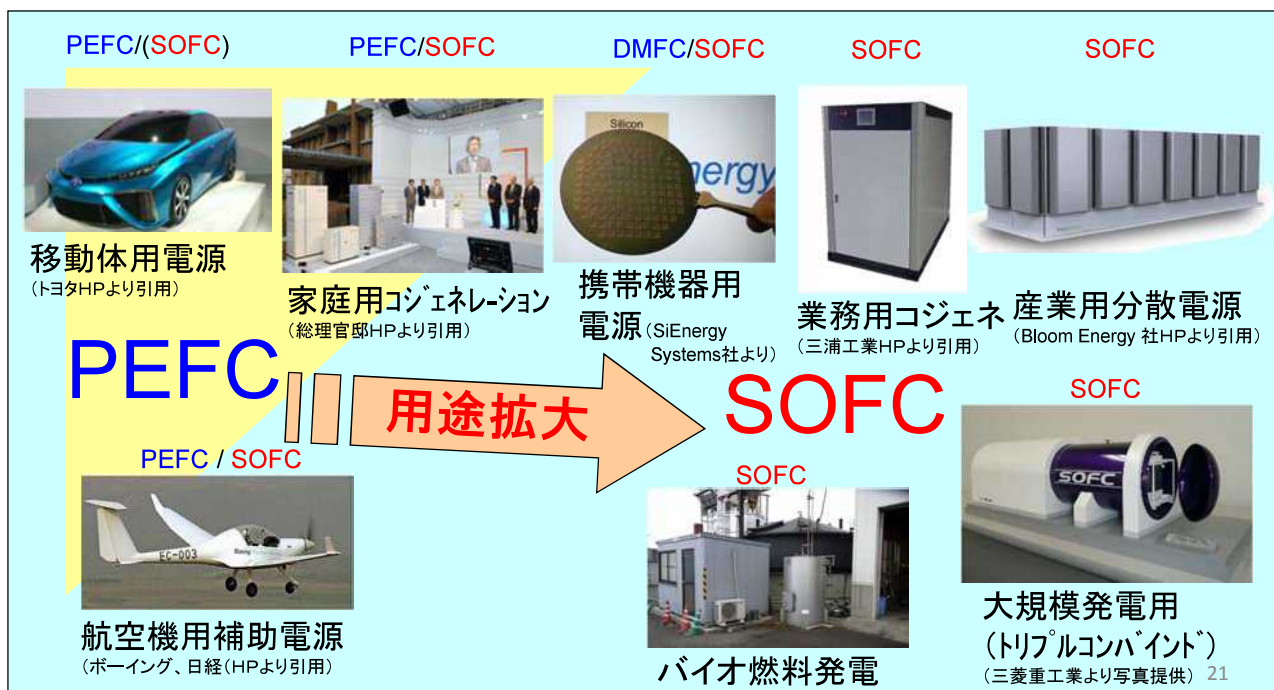 PEFC/(SOFC)
PEFC/SOFC
DMFC/SOFC
SOFC
SOFC
Silicon
nergy
移動体用電源
(トヨタHPより引用)
家庭用コジェネレーション
(総理官邸HPより引用)
携帯機器用
電源(SiEnergy
Systems社より)
業務用コジェネ
(三浦工業HPより引用)
産業用分散電源
(Bloom Energy 社HPより引用)
PEFC
用途拡大
SOFC
PEFC / SOFC
EC-003
航空機用補助電源
(ボーイング、日経(HPより引用)
SOFC
バイオ燃料発電
SOFC
SOFC
大規模発電用
(トリプルコンバインド)
(三菱重工業より写真提供)
21